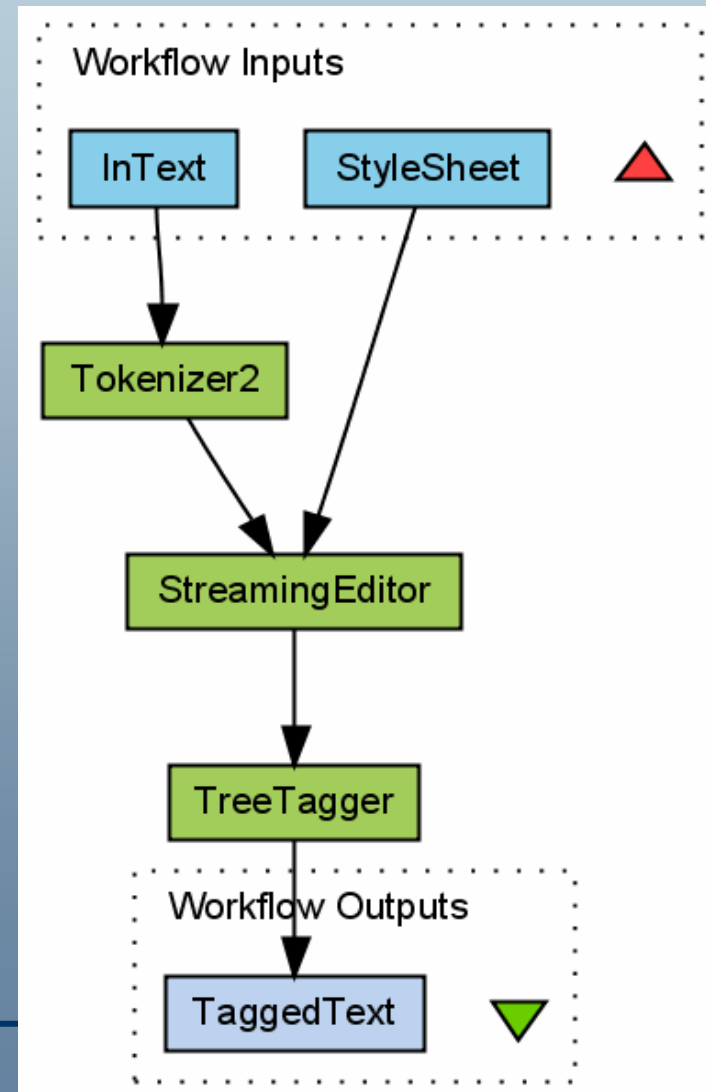 Workflow Inputs
InText
StyleSheet
Tokenizer2
StreamingEditor
TreeTagger
Workflow Outputs
TaggedText